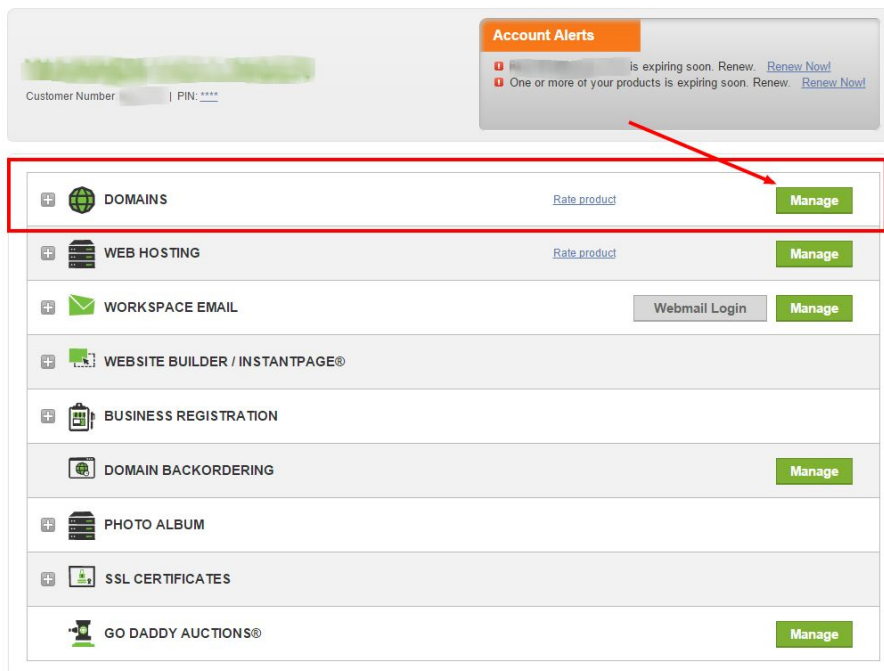 Account Alerts
is expiring soon. Renew. Renew Now!
One or more of your products is expiring soon. Renew. Renew Now!
Customer Number | PIN: ****
DOMAINS Rate product Manage
WEB HOSTING Rate product Manage
WORKSPACE EMAIL Webmail Login Manage
WEBSITE BUILDER / INSTANTPAGE®
BUSINESS REGISTRATION
DOMAIN BACKORDERING Manage
PHOTO ALBUM
SSL CERTIFICATES
GO DADDY AUCTIONS® Manage